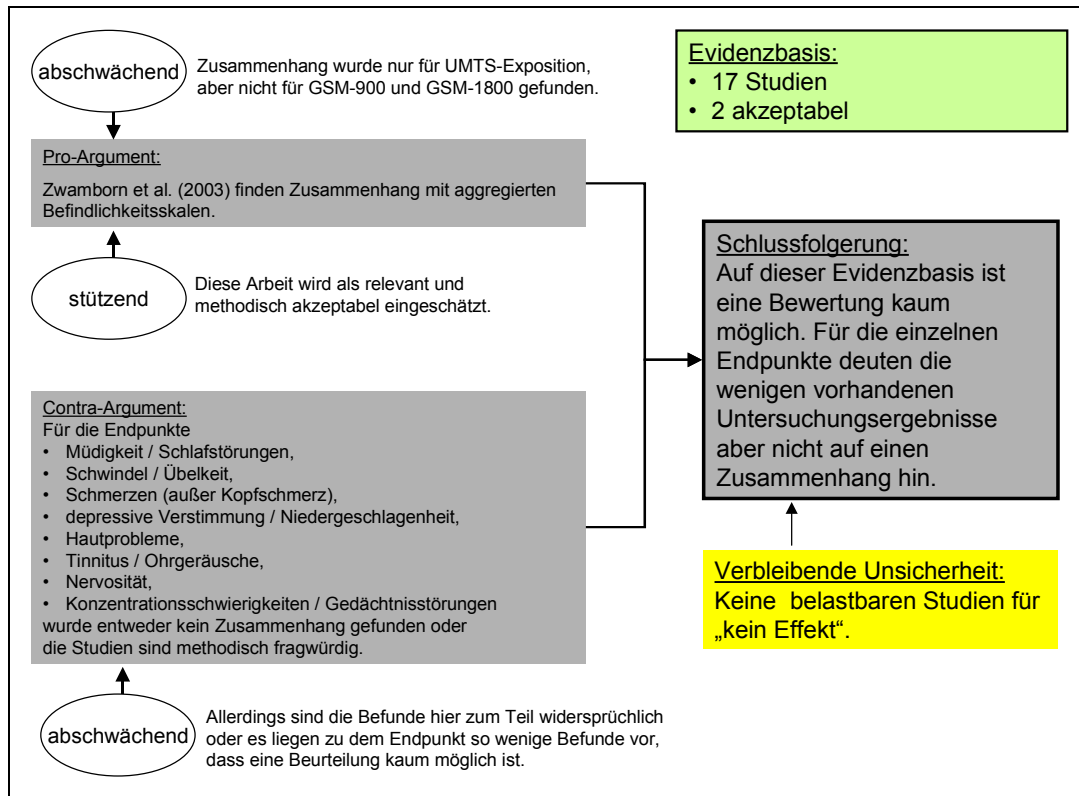 abschwächend
Zusammenhang wurde nur für UMTS-Exposition,
aber nicht für GSM-900 und GSM-1800 gefunden.
Evidenzbasis:
• 17 Studien
• 2 akzeptabel
Pro-Argument:
Zwamborn et al. (2003) finden Zusammenhang mit aggregierten
Befindlichkeitsskalen.
stützend
Diese Arbeit wird als relevant und
methodisch akzeptabel eingeschätzt.
Contra-Argument:
Für die Endpunkte
• Müdigkeit / Schlafstörungen,
• Schwindel / Übelkeit,
• Schmerzen (außer Kopfschmerz),
• depressive Verstimmung / Niedergeschlagenheit,
• Hautprobleme,
• Tinnitus / Ohrgeräusche,
• Nervosität,
• Konzentrationsschwierigkeiten / Gedächtnisstörungen
wurde entweder kein Zusammenhang gefunden oder
die Studien sind methodisch fragwürdig.
abschwächend
Allerdings sind die Befunde hier zum Teil widersprüchlich
oder es liegen zu dem Endpunkt so wenige Befunde vor,
dass eine Beurteilung kaum möglich ist.
Schlussfolgerung:
Auf dieser Evidenzbasis ist
eine Bewertung kaum
möglich. Für die einzelnen
Endpunkte deuten die
wenigen vorhandenen
Untersuchungsergebnisse
aber nicht auf einen
Zusammenhang hin.
Verbleibende Unsicherheit:
Keine belastbaren Studien für
„kein Effekt“.